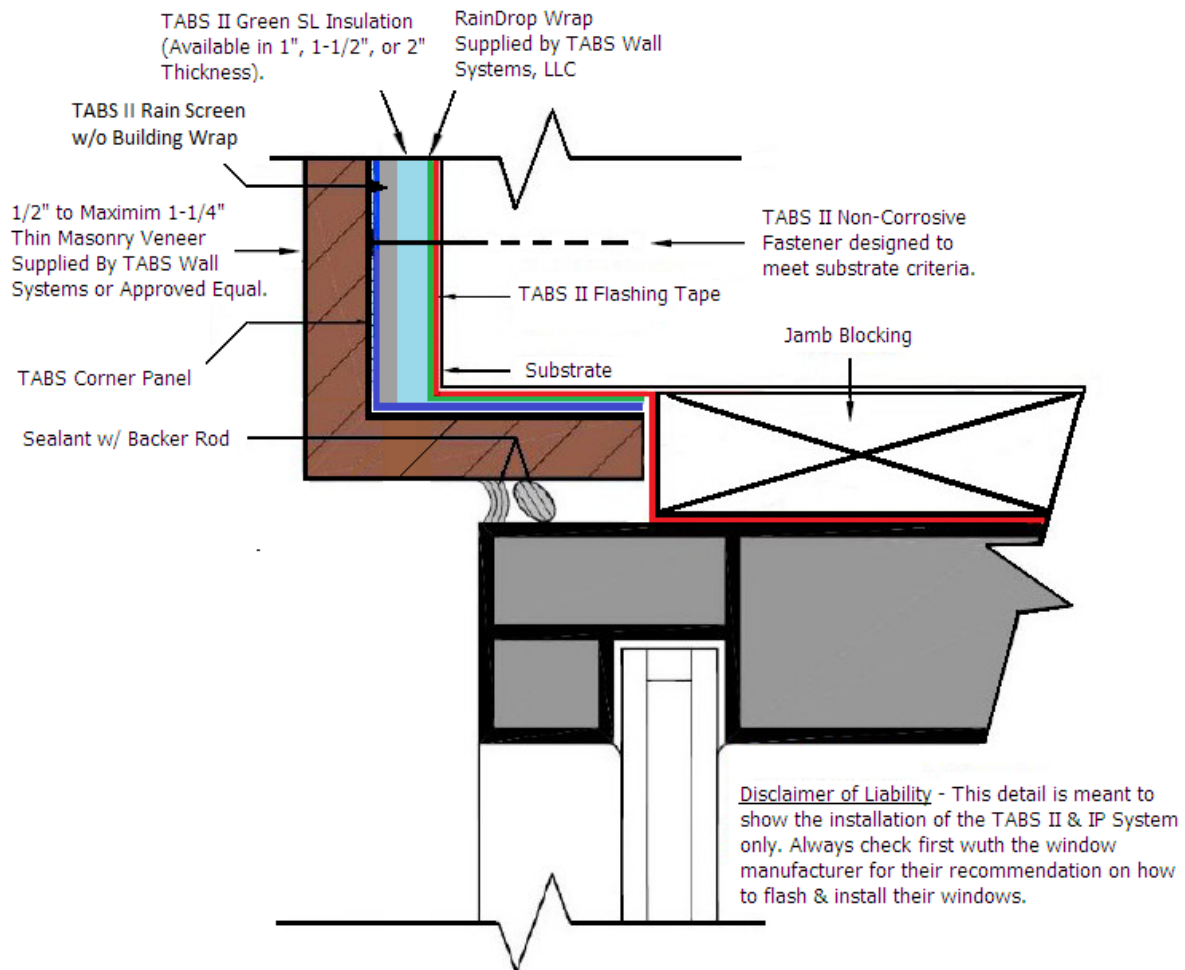 TABS II Green SL Insulation
(Available in 1", 1-1/2", or 2"
Thickness).
RainDrop Wrap
Supplied by TABS Wall
Systems, LLC
TABS II Rain Screen
w/o Building Wrap
1/2" to Maximim 1-1/4"
Thin Masonry Veneer
Supplied By TABS Wall
Systems or Approved Equal.
TABS II Non-Corrosive
Fastener designed to
meet substrate criteria.
TABS II Flashing Tape
Jamb Blocking
TABS Corner Panel
Substrate
Sealant w/ Backer Rod
Disclaimer of Liability - This detail is meant to
show the installation of the TABS II & IP System
only. Always check first wuth the window
manufacturer for their recommendation on how
to flash & install their windows.